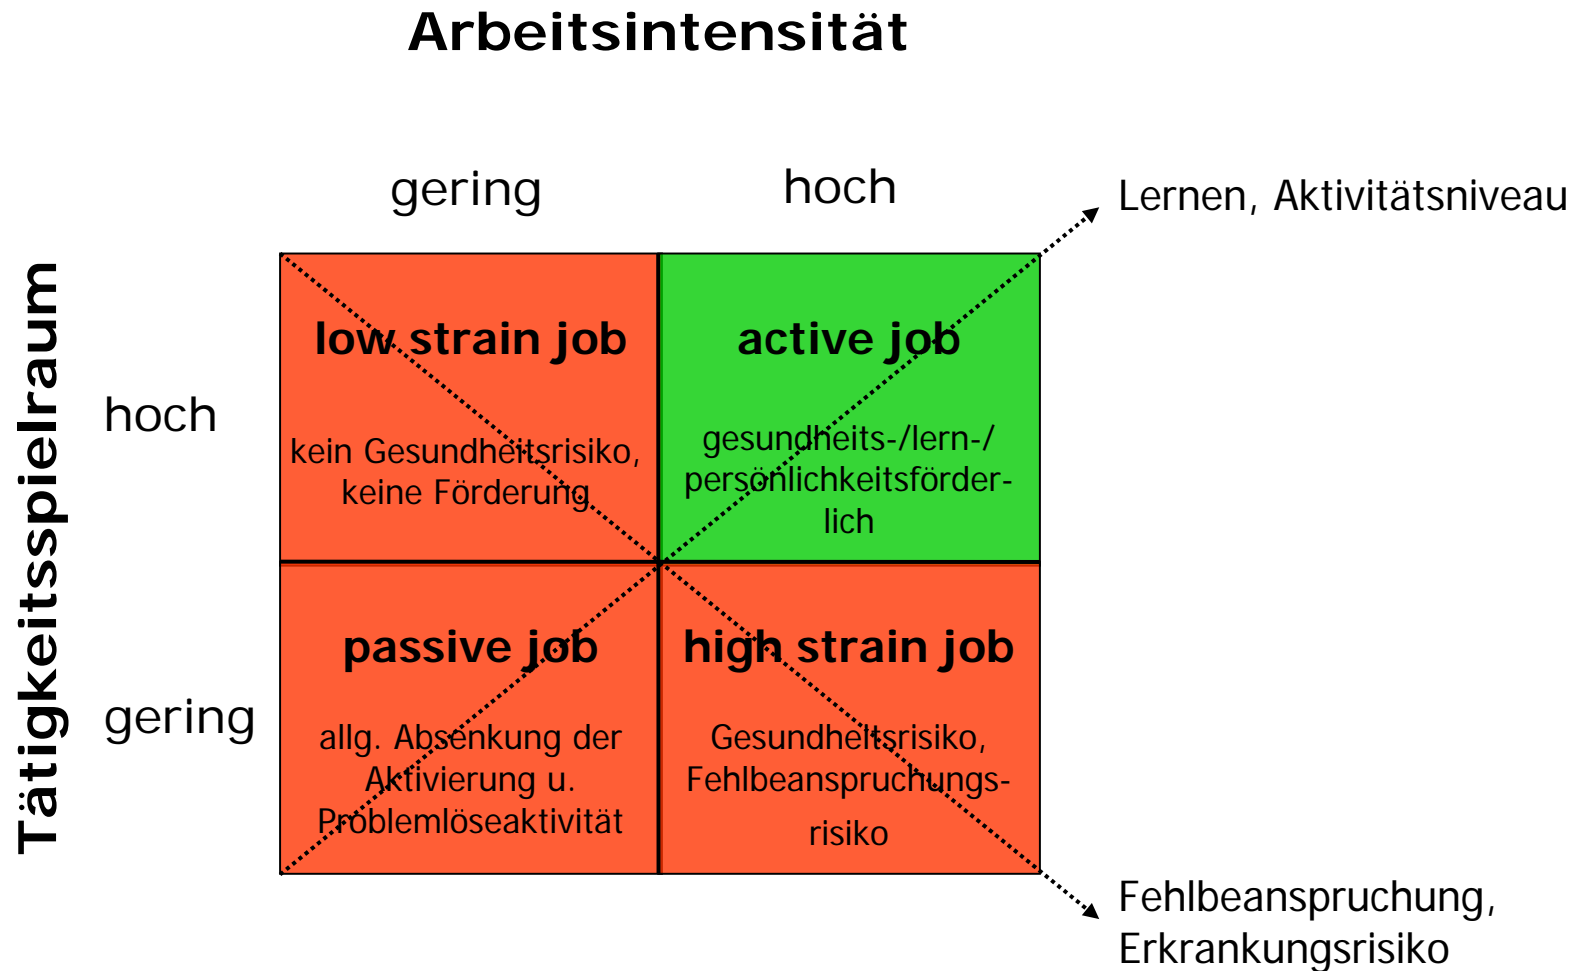 Arbeitsintensität
gering
hoch
Lernen, Aktivitätsniveau
Tätigkeitsspielraum
hoch
low strain job
kein Gesundheitsrisiko,
keine Förderung
active job
gesundheits-/lern-/
persönlichkeitsförder-
lich
gering
passive job
allg. Absenkung der
Aktivierung u.
Problemlöseaktivität
high strain job
Gesundheitsrisiko,
Fehlbeanspruchungs-
risiko
Fehlbeanspruchung,
Erkrankungsrisiko